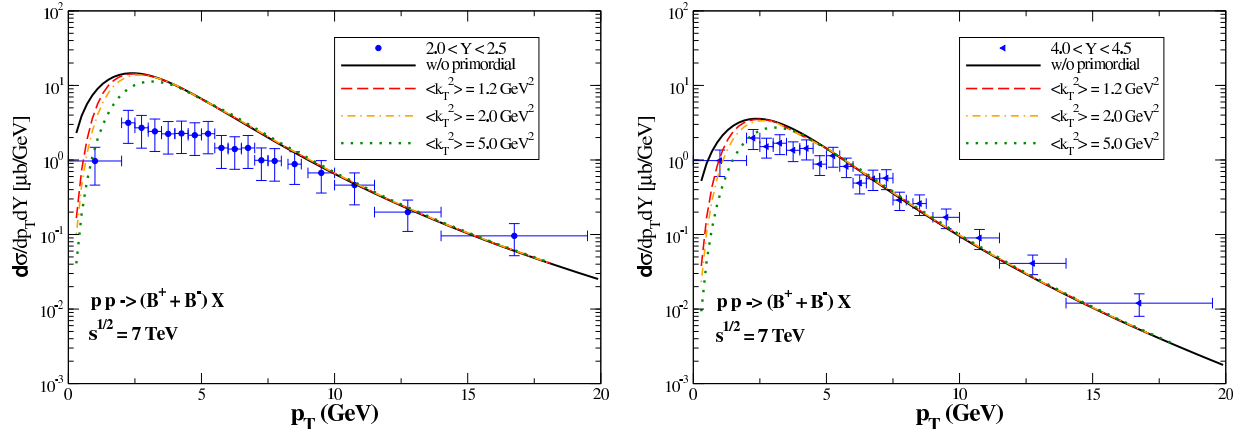 10^2
10^1
10^0
10^-1
10^-2
10^-3
dσ/dp_T dY [μb/GeV]
2.0 < Y < 2.5
w/o primordial
<k_T^2> = 1.2 GeV^2
<k_T^2> = 2.0 GeV^2
<k_T^2> = 5.0 GeV^2
p p -> (B^+ + B^-) X
s^1/2 = 7 TeV
0 5 10 15 20
p_T (GeV)
10^2
10^1
10^0
10^-1
10^-2
10^-3
dσ/dp_T dY [μb/GeV]
4.0 < Y < 4.5
w/o primordial
<k_T^2> = 1.2 GeV^2
<k_T^2> = 2.0 GeV^2
<k_T^2> = 5.0 GeV^2
p p -> (B^+ + B^-) X
s^1/2 = 7 TeV
0 5 10 15 20
p_T (GeV)